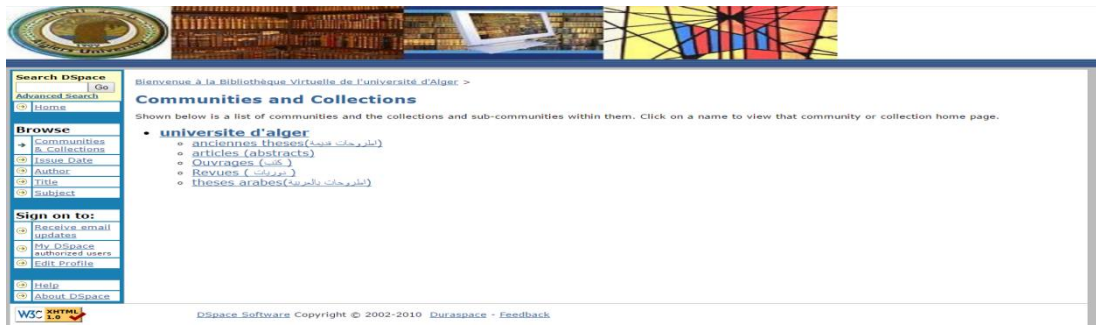 Algiers University
Search DSpace
Go
Advanced Search
Home
Browse
Communities
& Collections
Issue Date
Author
Title
Subject
Sign on to:
Receive email
updates
My DSpace
authorized users
Edit Profile
Help
About DSpace
Bienvenue à la Bibliothèque Virtuelle de l'université d'Alger >
Communities and Collections
Shown below is a list of communities and the collections and sub-communities within them. Click on a name to view that community or collection home page.
universite d'alger
anciennes theses(اطروحات قديمة)
articles (abstracts)
Ouvrages (كتب )
Revues ( دوريات )
theses arabes(اطروحات بالعربية)
W3C XHTML 1.0
DSpace Software Copyright © 2002-2010 Duraspace - Feedback